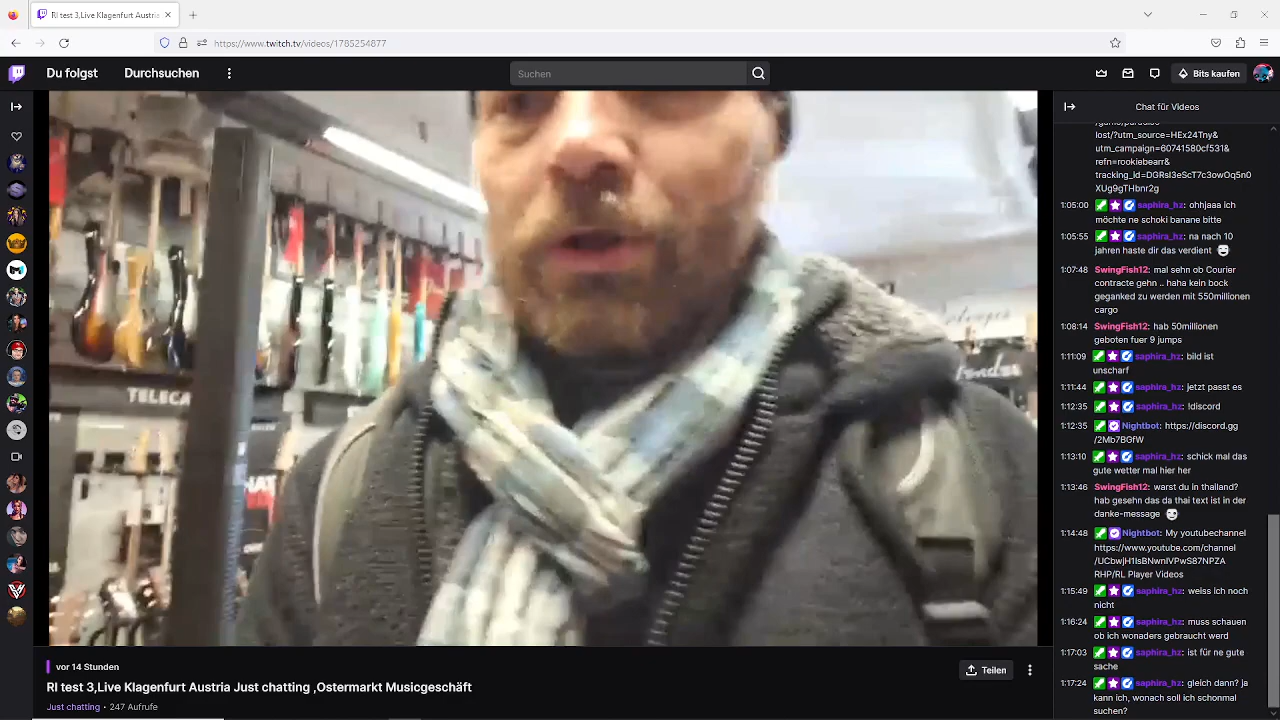 RI test 3,Live Klagenfurt Austria
https://www.twitch.tv/videos/1785254877
Du folgst
Durchsuchen
Suchen
Bits kaufen
TELECA
vor 14 Stunden
Teilen
RI test 3,Live Klagenfurt Austria Just chatting ,Ostermarkt Musicgeschäft
Just chatting • 247 Aufrufe
Chat für Videos
lost/?utm_source=HEx24Tny&
utm_campaign=60741580cf531&
refn=rookiebearr&
1:05:00 saphira_hz: ohhjaaa Ich
möchte ne schoki banane bitte
1:05:55 saphira_hz: na nach 10
jahren haste dir das verdient
1:07:48 SwingFish12: mal sehn ob Courier
contracte gehn .. haha kein bock
geganked zu werden mit 550millionen
cargo
1:08:14 SwingFish12: hab 50millionen
geboten fuer 9 jumps
1:11:09 saphira_hz: bild ist
unscharf
1:11:44 saphira_hz: jetzt passt es
1:12:35 saphira_hz: !discord
1:12:35 Nightbot: https://discord.gg
/2Mb7BGfW
1:13:10 saphira_hz: schick mal das
gute wetter mal hier her
1:13:46 SwingFish12: warst du in thailand?
hab gesehn das da thai text ist in der
danke-message
1:14:48 Nightbot: My youtubechannel
https://www.youtube.com/channel
RHP/RL Player Videos
1:15:49 saphira_hz: weiss Ich noch
nicht
1:16:24 saphira_hz: muss schauen
ob ich wonaders gebraucht werd
1:17:03 saphira_hz: ist für ne gute
sache
1:17:24 saphira_hz: gleich dann? ja
kann ich, wonach soll ich schonmal
suchen?